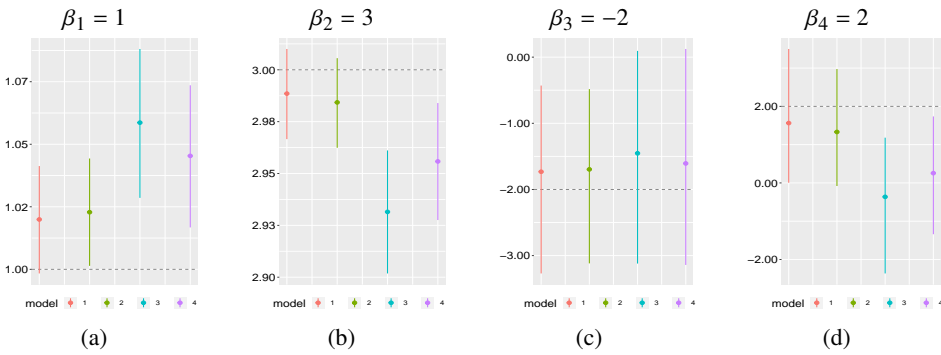 β₁ = 1
β₂ = 3
β₃ = −2
β₄ = 2
1.07
1.05
1.02
1.00
3.00
2.98
2.95
2.93
2.90
0.00
−1.00
−2.00
−3.00
2.00
0.00
−2.00
model 1 2 3 4
model 1 2 3 4
model 1 2 3 4
model 1 2 3 4
(a)
(b)
(c)
(d)